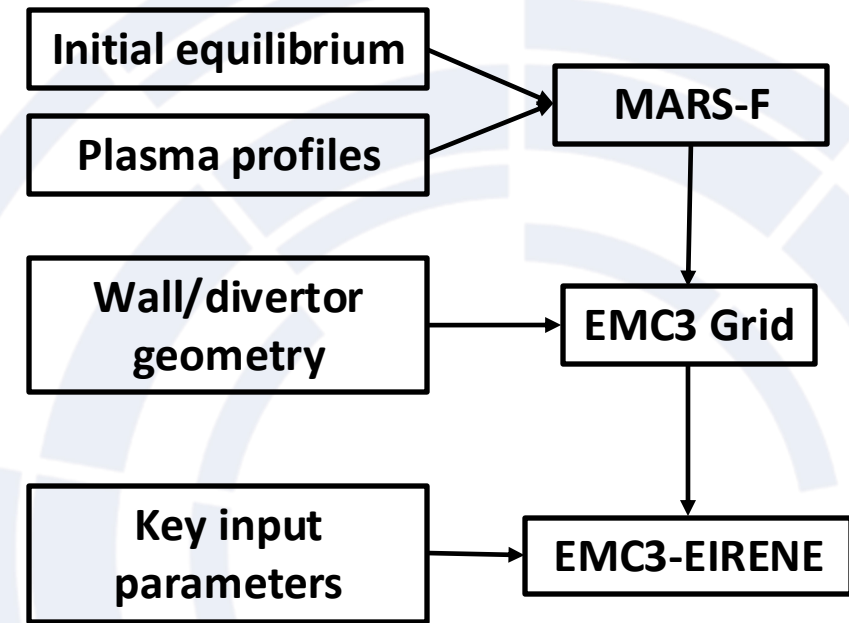 Initial equilibrium
MARS-F
Plasma profiles
Wall/divertor
geometry
EMC3 Grid
Key input
parameters
EMC3-EIRENE